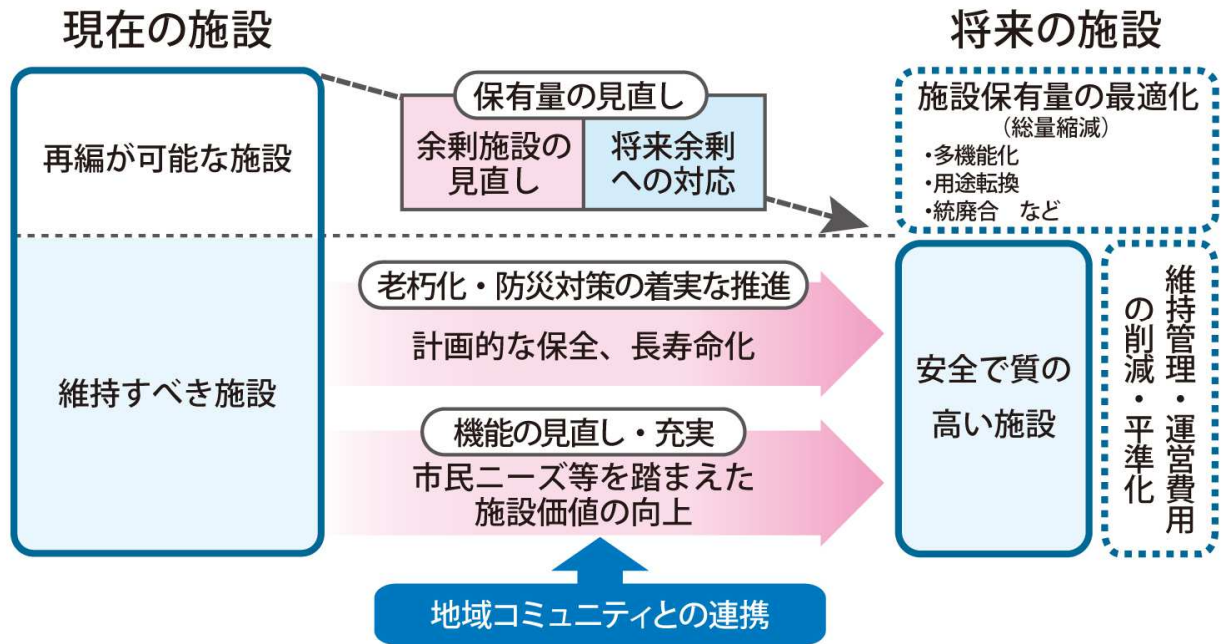 現在の施設
将来の施設
再編が可能な施設
維持すべき施設
保有量の見直し
余剰施設の
見直し
将来余剰
への対応
老朽化・防災対策の着実な推進
計画的な保全、長寿命化
機能の見直し・充実
市民ニーズ等を踏まえた
施設価値の向上
地域コミュニティとの連携
施設保有量の最適化
（総量縮減）
・多機能化
・用途転換
・統廃合　など
安全で質の
高い施設
維持管理・運営費用
の削減・平準化